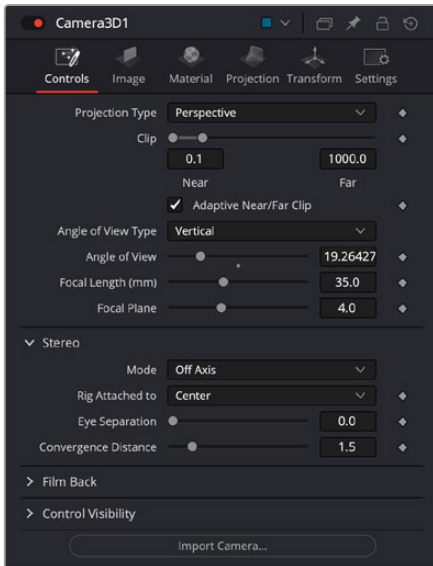 Camera3D1
Controls Image Material Projection Transform Settings
Projection Type Perspective
Clip
0.1 1000.0
Near Far
Adaptive Near/Far Clip
Angle of View Type Vertical
Angle of View 19.26427
Focal Length (mm) 35.0
Focal Plane 4.0
Stereo
Mode Off Axis
Rig Attached to Center
Eye Separation 0.0
Convergence Distance 1.5
Film Back
Control Visibility
Import Camera...